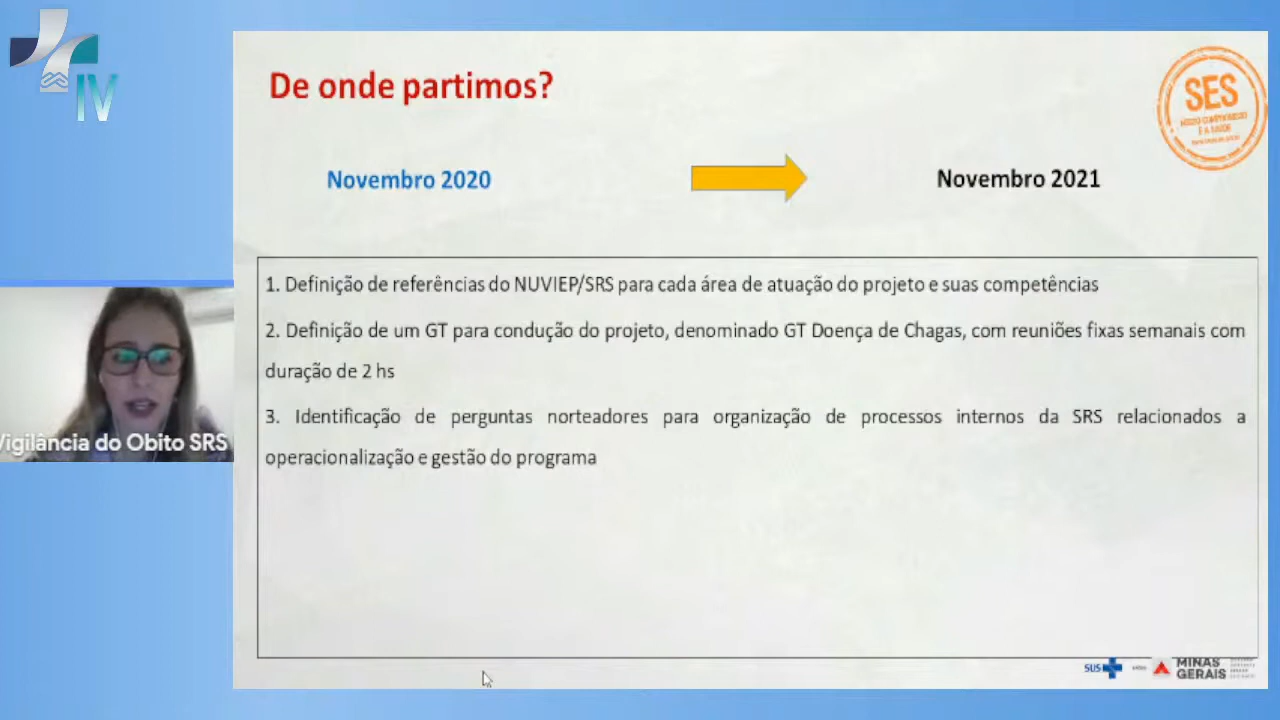 IV
De onde partimos?
SES
Novembro 2020
Novembro 2021
1. Definição de referências do NUVIEP/SRS para cada área de atuação do projeto e suas competências
2. Definição de um GT para condução do projeto, denominado GT Doença de Chagas, com reuniões fixas semanais com
duração de 2 hs
3. Identificação de perguntas norteadores para organização de processos internos da SRS relacionados a
operacionalização e gestão do programa
Vigilância do Obito SRS
SUS
MINAS
GERAIS